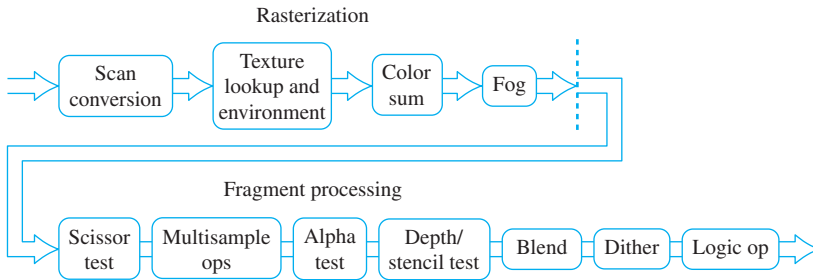 Rasterization
Scan
conversion
Texture
lookup and
environment
Color
sum
Fog
Fragment processing
Scissor
test
Multisample
ops
Alpha
test
Depth/
stencil test
Blend
Dither
Logic op